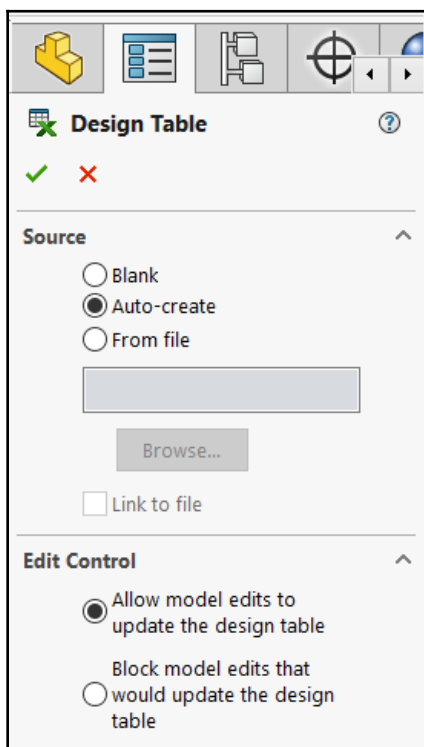 Design Table
?
Source
Blank
Auto-create
From file
Browse...
Link to file
Edit Control
Allow model edits to
update the design table
Block model edits that
would update the design
table